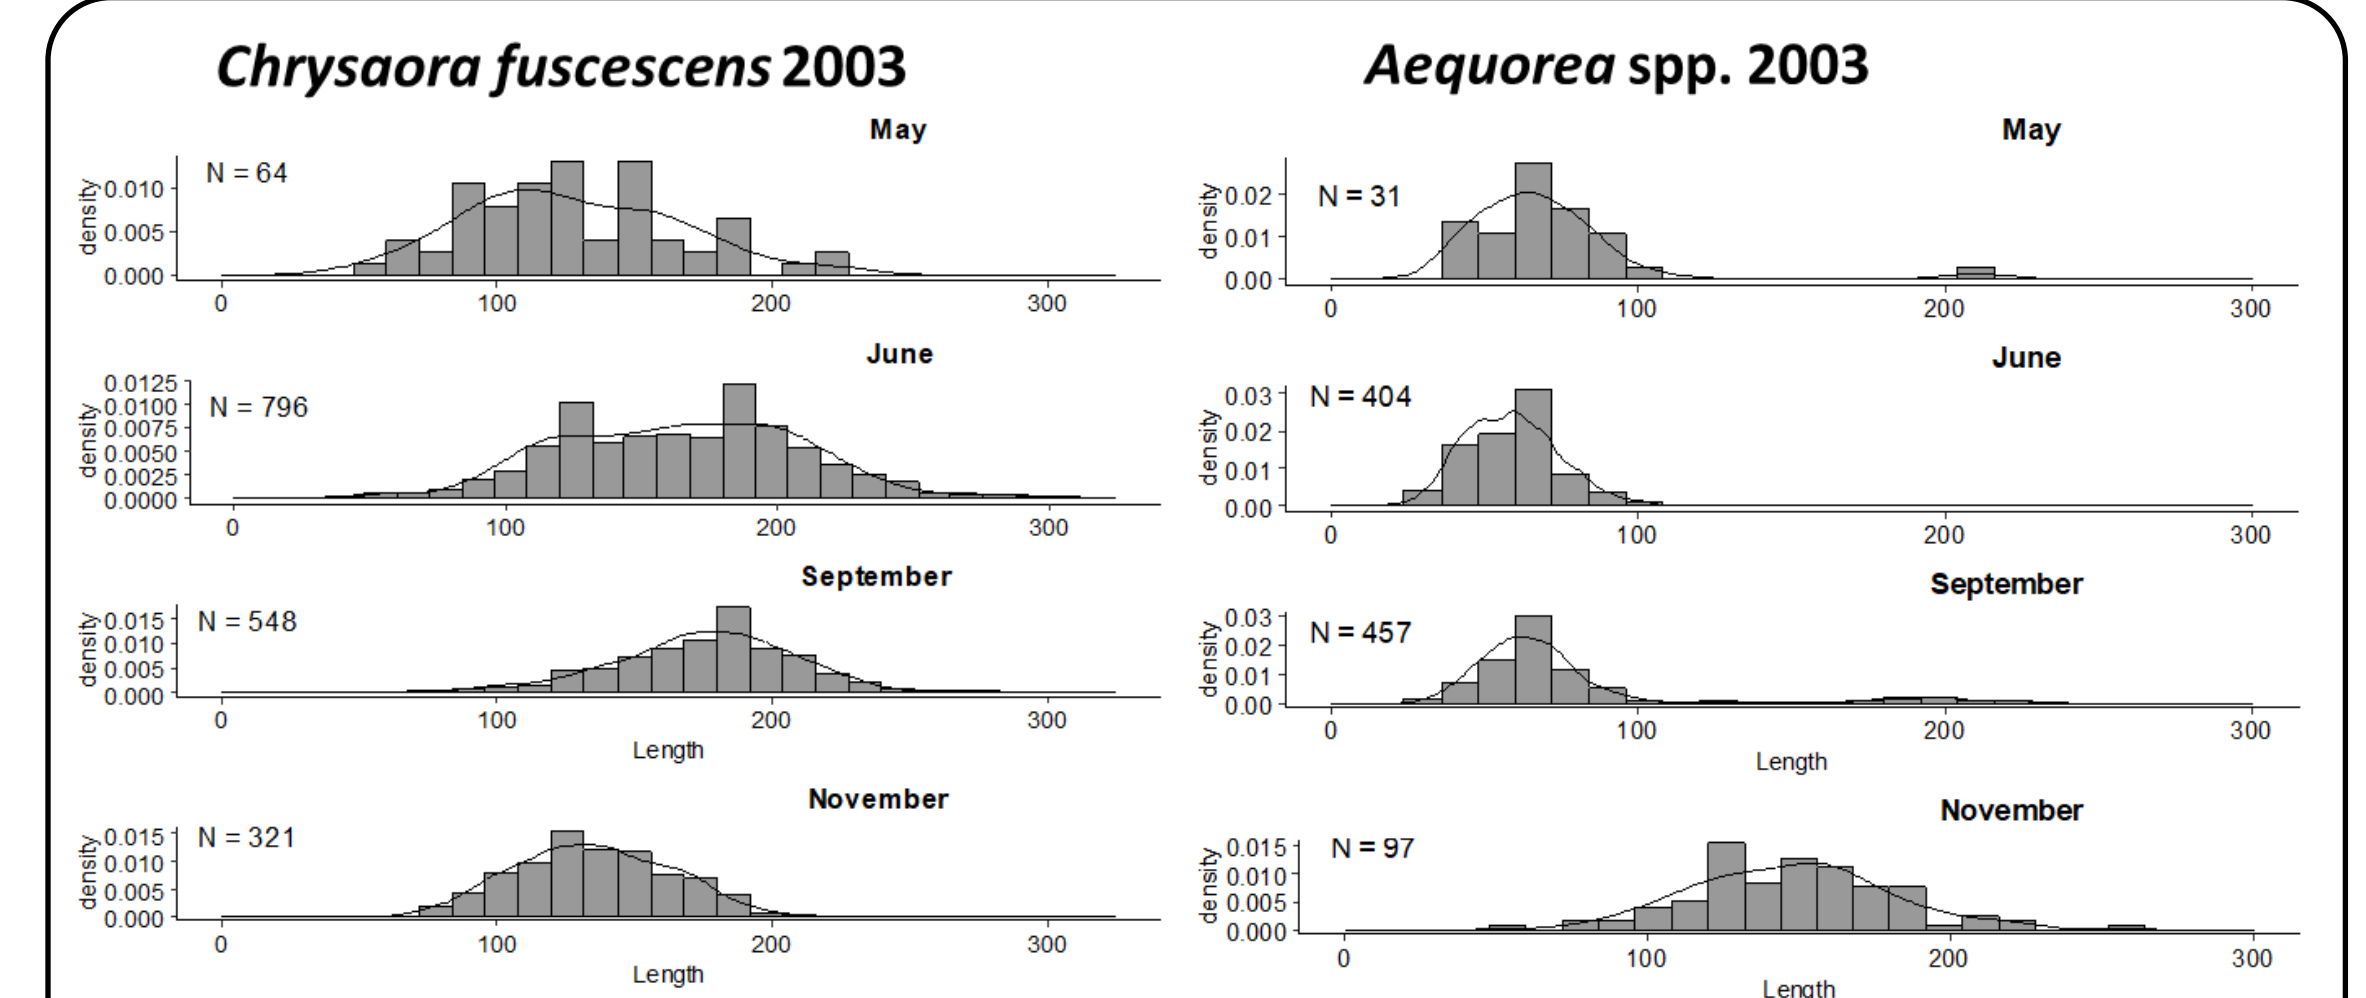 Chrysaora fuscescens 2003
May
N = 64
density
0.010
0.005
0.000
0 100 200 300
June
N = 796
density
0.0125
0.0100
0.0075
0.0050
0.0025
0.0000
0 100 200 300
September
N = 548
density
0.015
0.010
0.005
0.000
0 100 200 300
Length
November
N = 321
density
0.015
0.010
0.005
0.000
0 100 200 300
Length
Aequorea spp. 2003
May
N = 31
density
0.02
0.01
0.00
0 100 200 300
June
N = 404
density
0.03
0.02
0.01
0.00
0 100 200 300
September
N = 457
density
0.03
0.02
0.01
0.00
0 100 200 300
Length
November
N = 97
density
0.015
0.010
0.005
0.000
0 100 200 300
Length